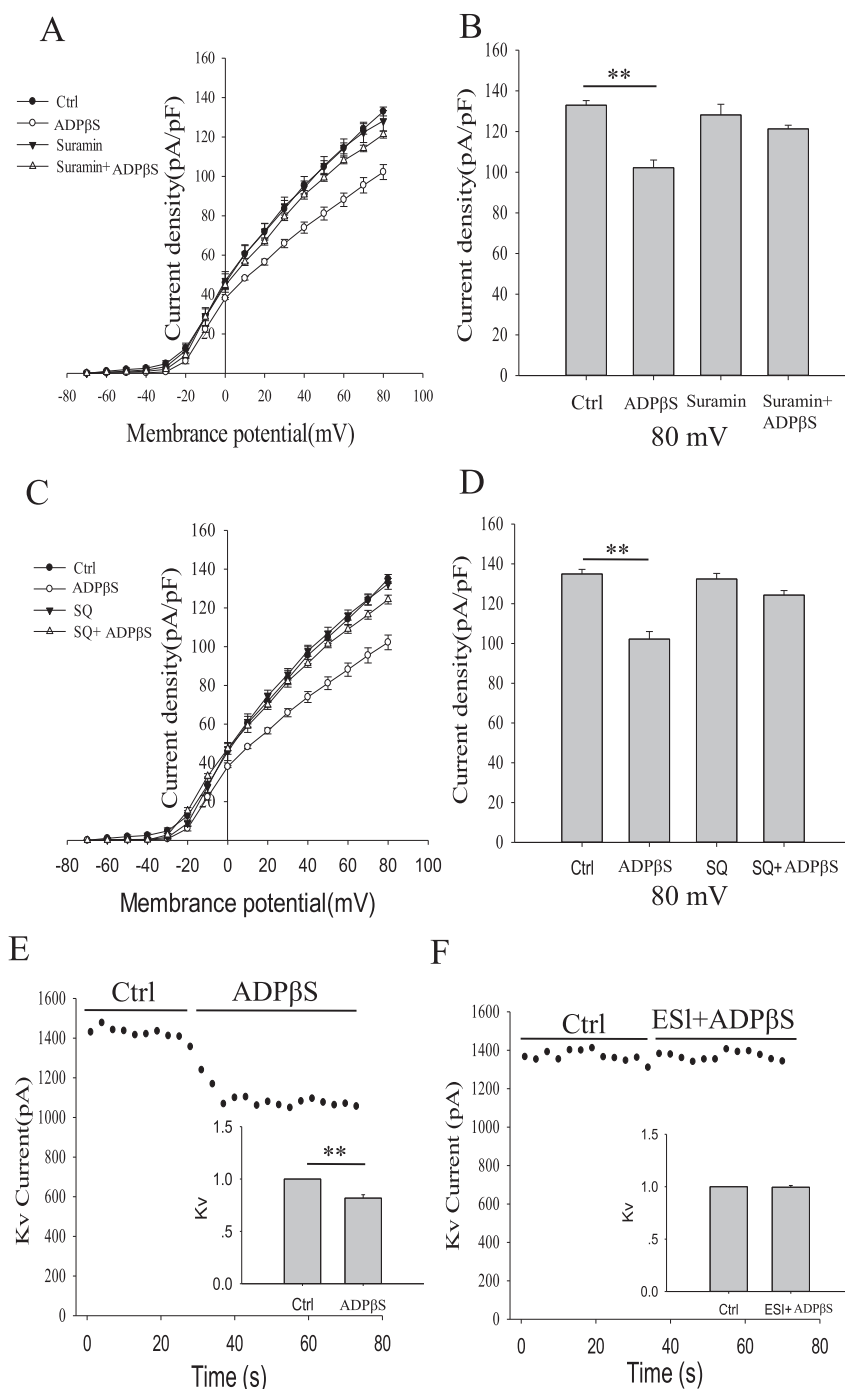 A
Current density(pA/pF)
160
140
120
100
80
60
40
20
Ctrl
ADPβS
Suramin
Suramin+ ADPβS
-80 -60 -40 -20 0 20 40 60 80 100
Membrance potential(mV)
B
Current density(pA/pF)
160
140
120
100
80
60
40
20
0
**
Ctrl ADPβS Suramin Suramin+
ADPβS
80 mV
C
Current density(pA/pF)
160
140
120
100
80
60
40
20
Ctrl
ADPβS
SQ
SQ+ ADPβS
-80 -60 -40 -20 0 20 40 60 80 100
Membrance potential(mV)
D
Current density(pA/pF)
160
140
120
100
80
60
40
20
0
**
Ctrl ADPβS SQ SQ+ ADPβS
80 mV
E
Kv Current(pA)
1600
1400
1200
1000
800
600
400
200
0
Ctrl ADPβS
Kv
1.5
1.0
.5
0.0
**
Ctrl ADPβS
0 20 40 60 80
Time (s)
F
Kv Current (pA)
1600
1400
1200
1000
800
600
400
200
0
Ctrl ESI+ADPβS
Kv
1.5
1.0
.5
0.0
Ctrl ESI+ ADPβS
0 20 40 60 80
Time (s)